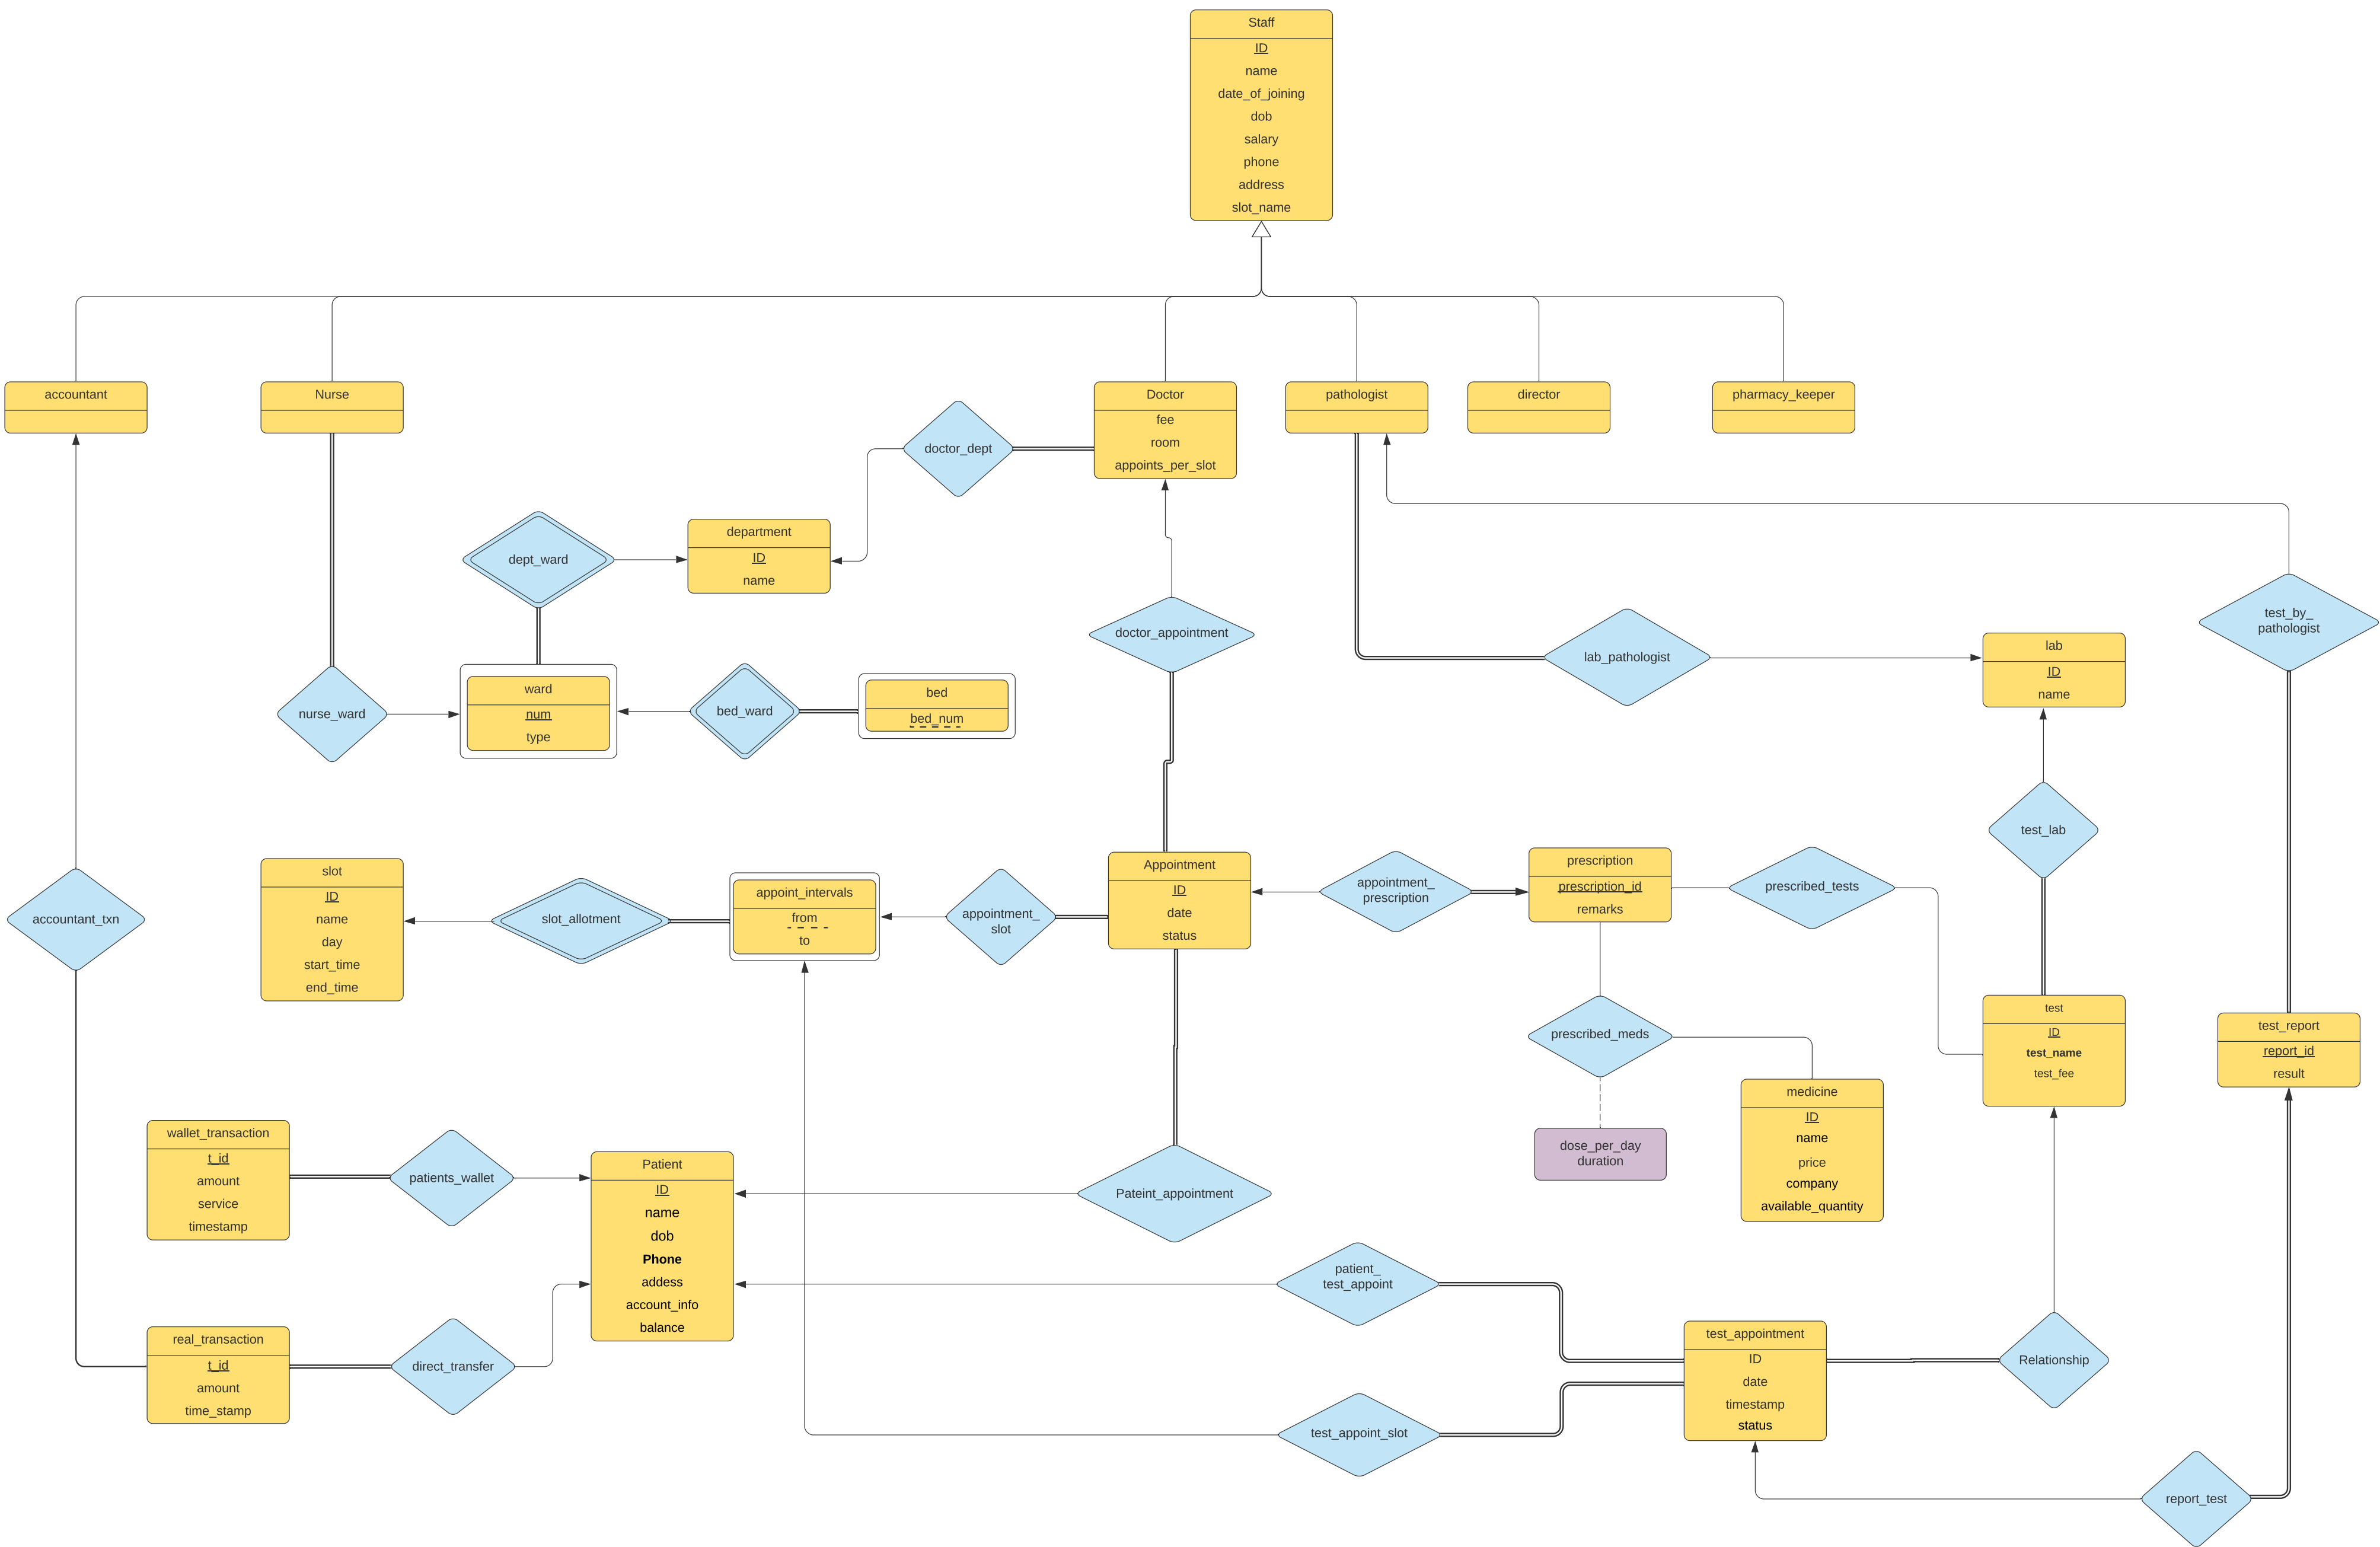 Staff
ID
name
date_of_joining
dob
salary
phone
address
slot_name
accountant
Nurse
Doctor
fee
room
appoints_per_slot
pathologist
director
pharmacy_keeper
doctor_dept
dept_ward
department
ID
name
doctor_appointment
test_by_
pathologist
lab_pathologist
lab
ID
name
nurse_ward
ward
num
type
bed_ward
bed
bed_num
test_lab
accountant_txn
slot
ID
name
day
start_time
end_time
slot_allotment
appoint_intervals
from
to
appointment_
slot
Appointment
ID
date
status
appointment_
prescription
prescription
prescription_id
remarks
prescribed_tests
prescribed_meds
test
ID
test_name
test_fee
test_report
report_id
result
medicine
ID
name
price
company
available_quantity
dose_per_day
duration
wallet_transaction
t_id
amount
service
timestamp
patients_wallet
Patient
ID
name
dob
Phone
addess
account_info
balance
Pateint_appointment
patient_
test_appoint
real_transaction
t_id
amount
time_stamp
direct_transfer
test_appointment
ID
date
timestamp
status
Relationship
test_appoint_slot
report_test